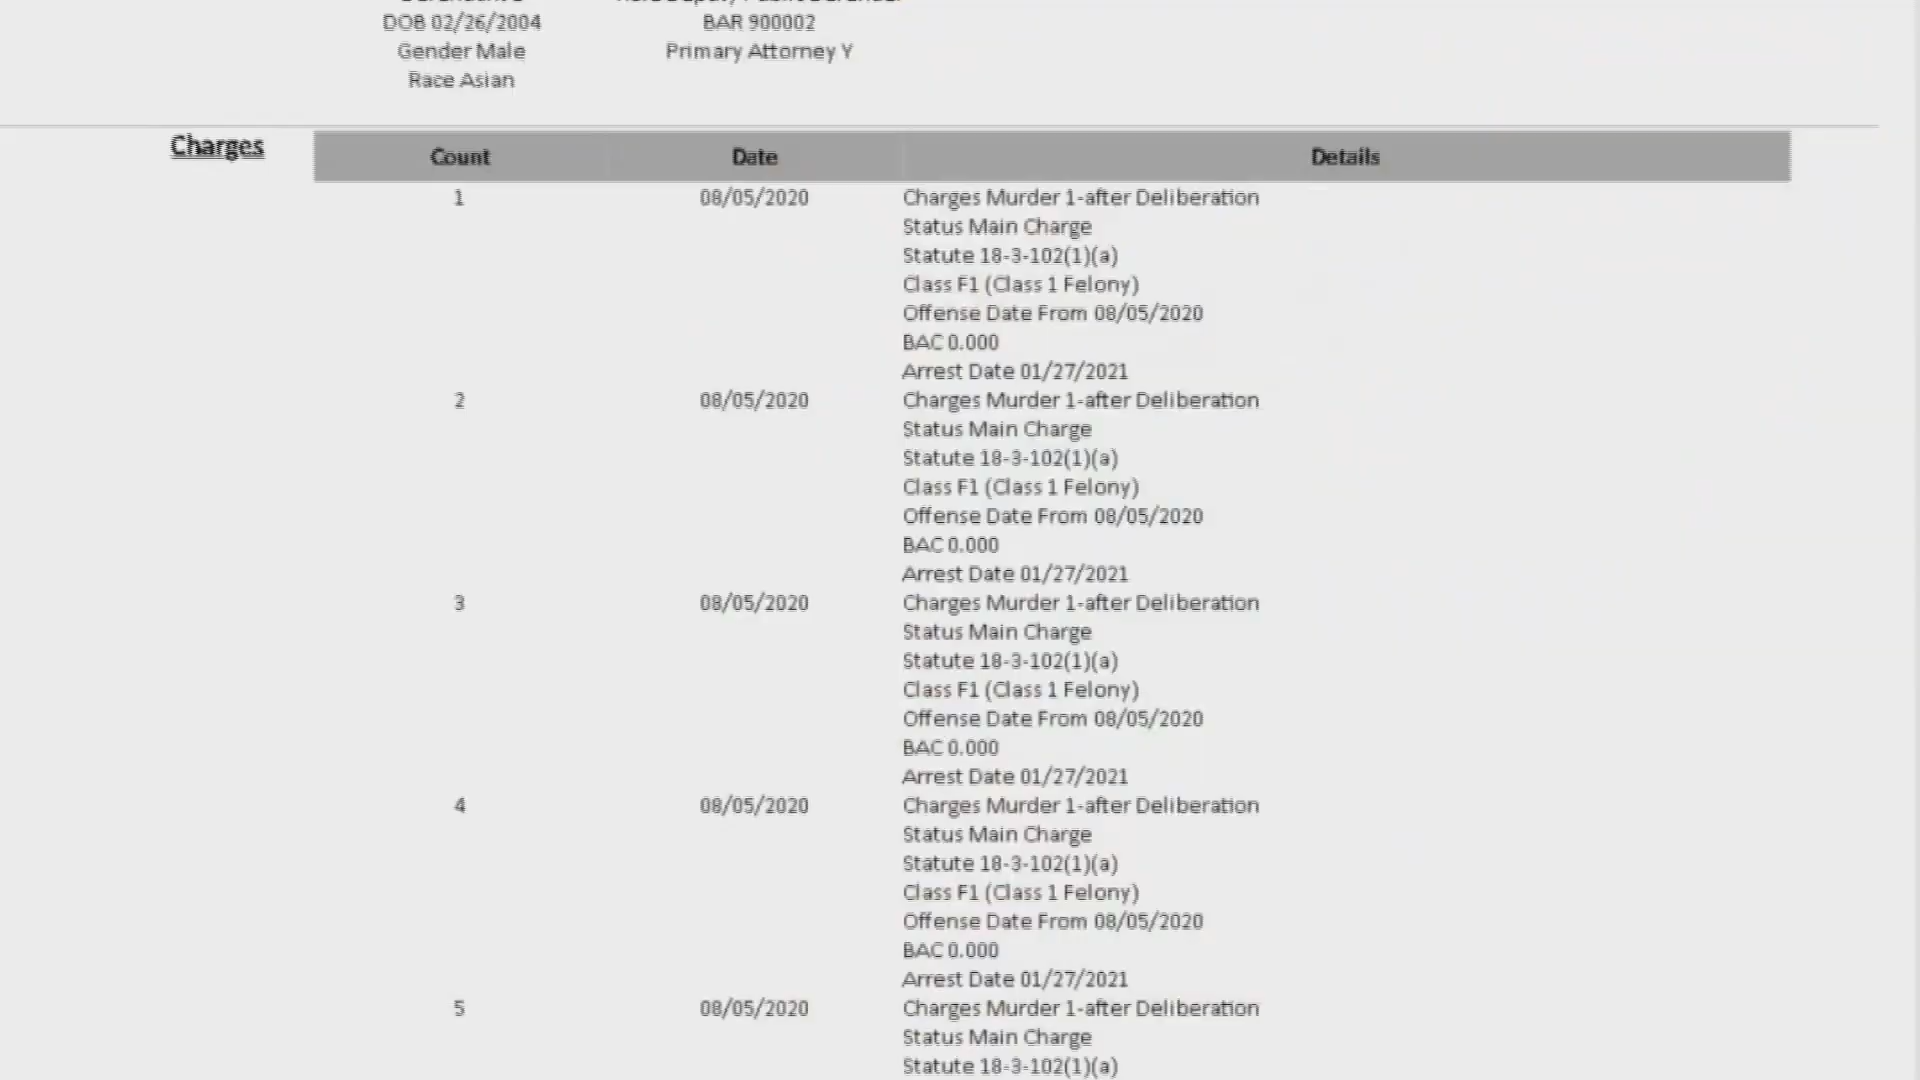 DOB 02/26/2004
BAR 900002
Gender Male
Primary Attorney Y
Race Asian
Charges
Count Date Details
1 08/05/2020 Charges Murder 1-after Deliberation
Status Main Charge
Statute 18-3-102(1)(a)
Class F1 (Class 1 Felony)
Offense Date From 08/05/2020
BAC 0.000
Arrest Date 01/27/2021
2 08/05/2020 Charges Murder 1-after Deliberation
Status Main Charge
Statute 18-3-102(1)(a)
Class F1 (Class 1 Felony)
Offense Date From 08/05/2020
BAC 0.000
Arrest Date 01/27/2021
3 08/05/2020 Charges Murder 1-after Deliberation
Status Main Charge
Statute 18-3-102(1)(a)
Class F1 (Class 1 Felony)
Offense Date From 08/05/2020
BAC 0.000
Arrest Date 01/27/2021
4 08/05/2020 Charges Murder 1-after Deliberation
Status Main Charge
Statute 18-3-102(1)(a)
Class F1 (Class 1 Felony)
Offense Date From 08/05/2020
BAC 0.000
Arrest Date 01/27/2021
5 08/05/2020 Charges Murder 1-after Deliberation
Status Main Charge
Statute 18-3-102(1)(a)